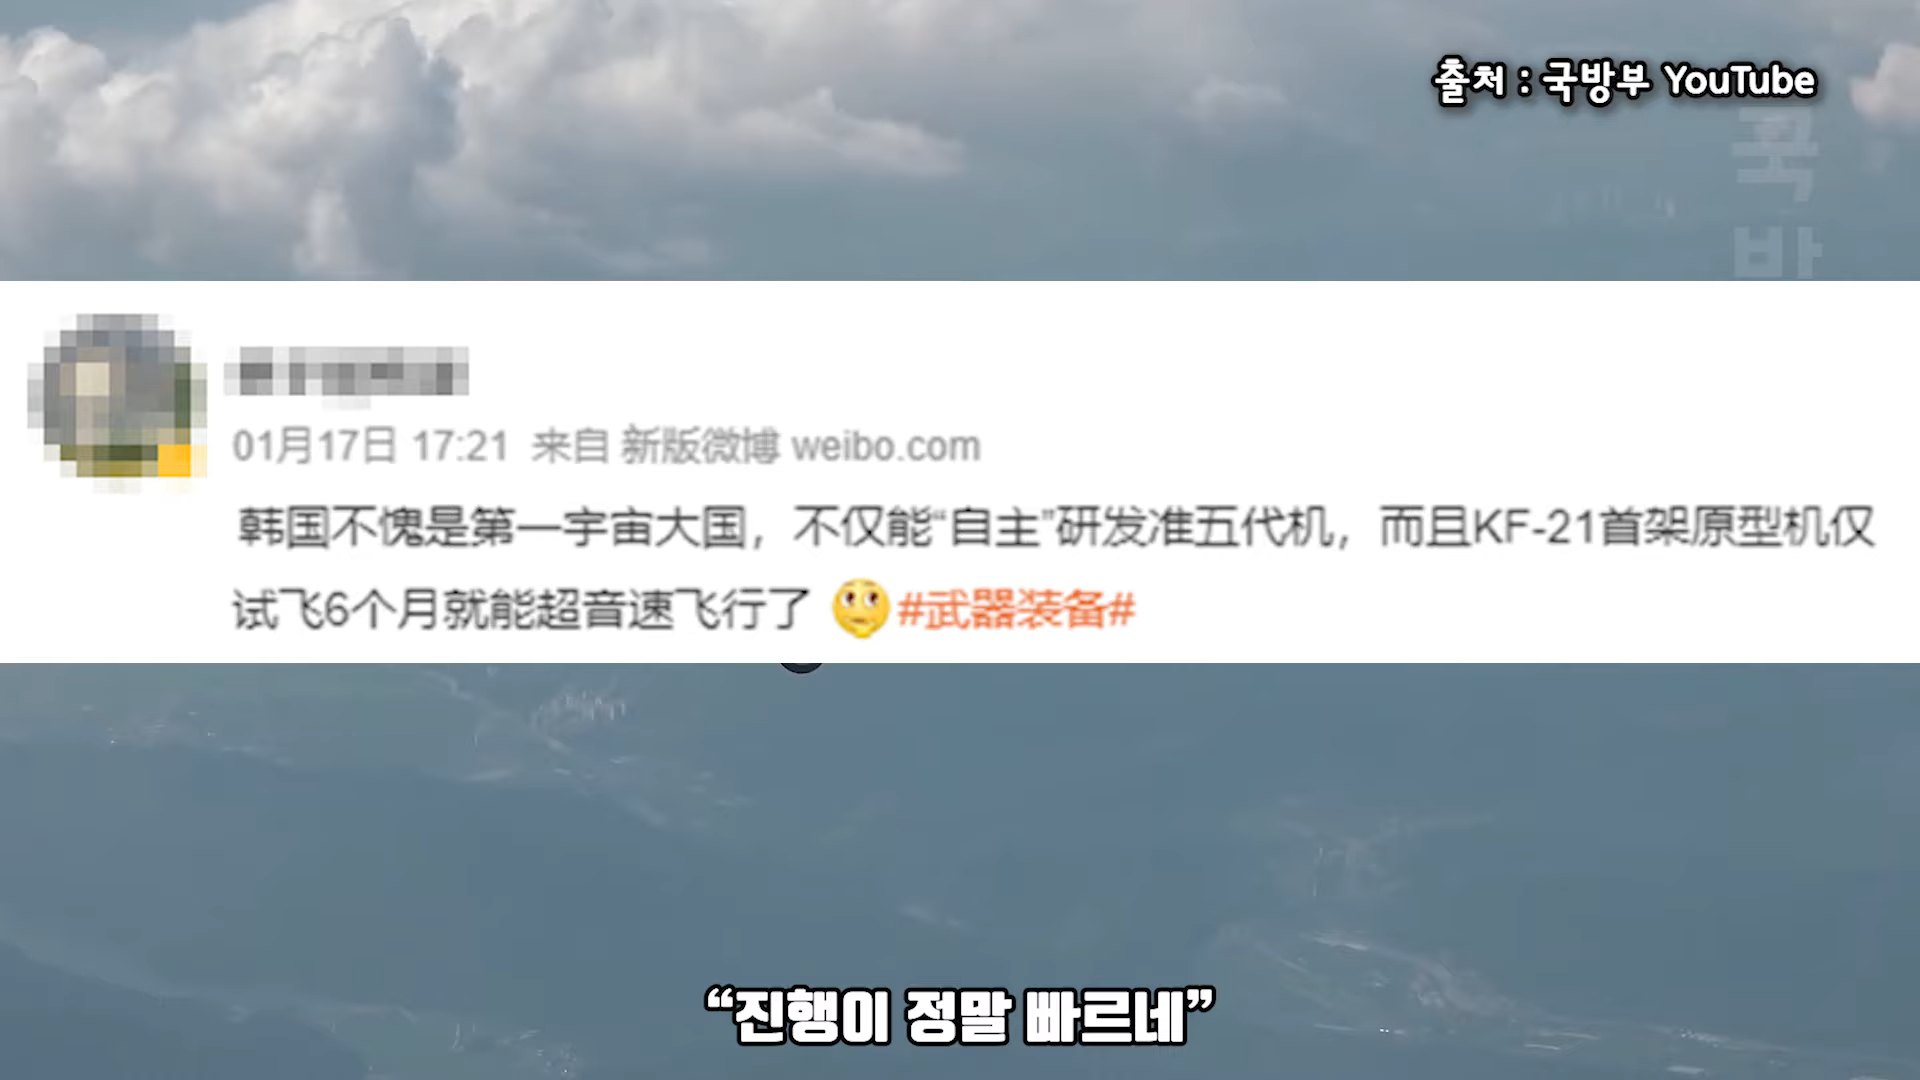 출처 : 국방부 YouTube
국
방
01月17日 17:21 来自 新版微博 weibo.com
韩国不愧是第一宇宙大国，不仅能“自主”研发准五代机，而且KF-21首架原型机仅
试飞6个月就能超音速飞行了 #武器装备#
“진행이 정말 빠르네”